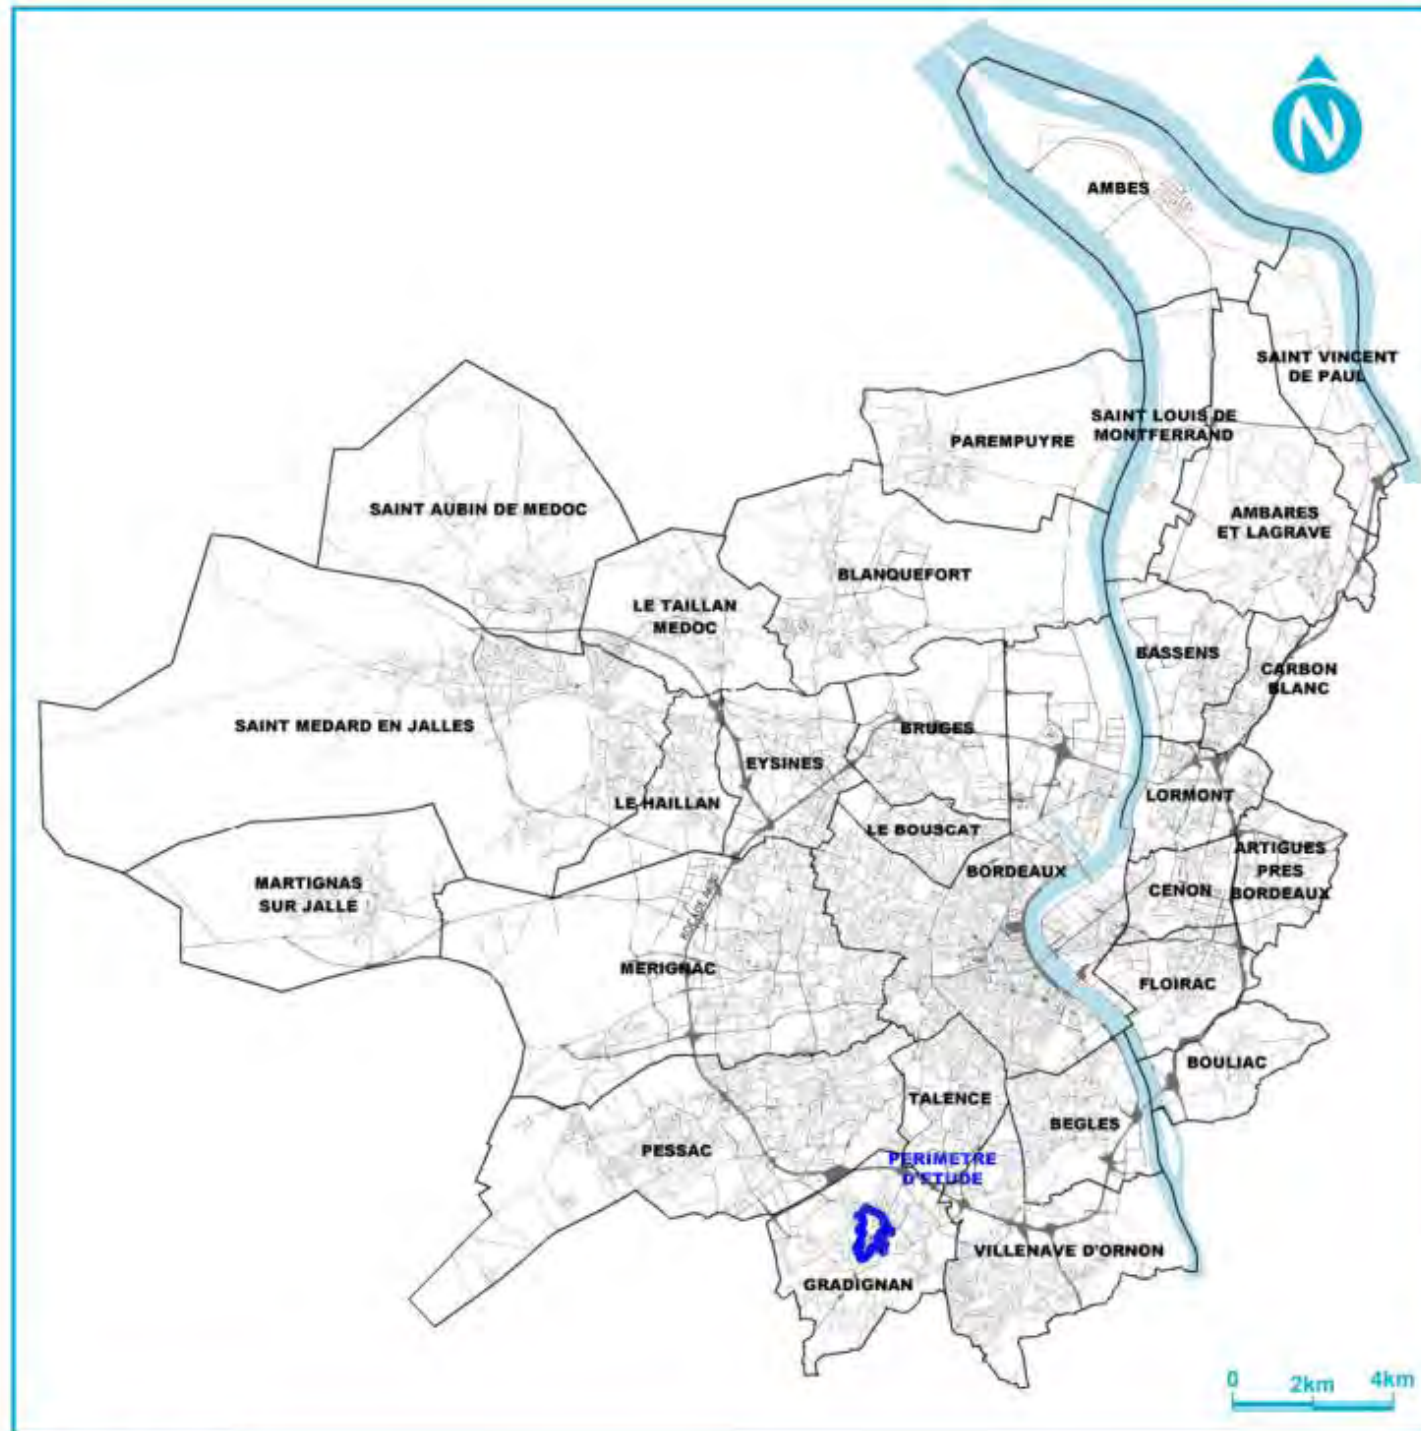 N
AMBES
SAINT VINCENT
DE PAUL
SAINT LOUIS DE
MONTFERRAND
PAREMPUYRE
SAINT AUBIN DE MEDOC
AMBARES
ET LAGRAVE
BLANQUEFORT
LE TAILLAN
MEDOC
BASSENS
CARBON
BLANC
SAINT MEDARD EN JALLES
BRUGES
EYSINES
LE HAILLAN
LORMONT
LE BOUSCAT
ARTIGUES
PRES
BORDEAUX
BORDEAUX
CENON
MARTIGNAS
SUR JALLE
MERIGNAC
FLOIRAC
BOULIAC
TALENCE
BEGLES
PESSAC
PERIMETRE
D'ETUDE
VILLENAVE D'ORNON
GRADIGNAN
0 2km 4km